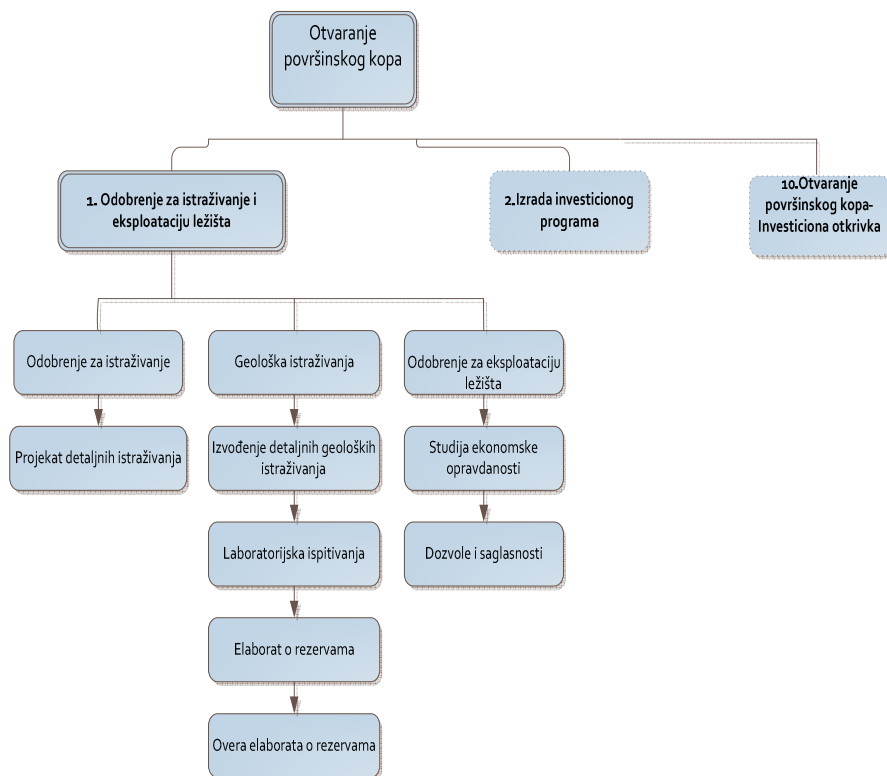 Otvaranje
površinskog kopa
1. Odobrenje za istraživanje i
eksploataciju ležišta
2.Izrada investicionog
programa
10.Otvaranje
površinskog kopa-
Investiciona otkrivka
Odobrenje za istraživanje
Geološka istraživanja
Odobrenje za eksploataciju
ležišta
Projekat detaljnih istraživanja
Izvođenje detaljnih geoloških
istraživanja
Studija ekonomske
opravdanosti
Laboratorijska ispitivanja
Dozvole i saglasnosti
Elaborat o rezervama
Overa elaborata o rezervama